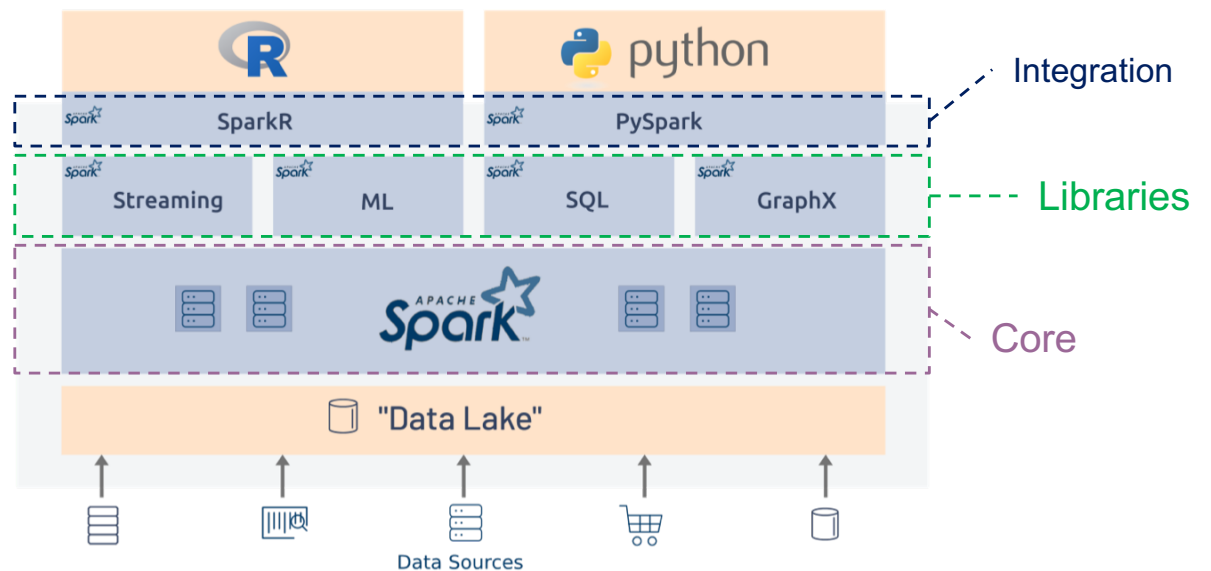 R
python
Integration
Spark
SparkR
Spark
PySpark
Spark
Streaming
Spark
ML
Spark
SQL
Spark
GraphX
Libraries
APACHE
Spark
TM
Core
"Data Lake"
Data Sources